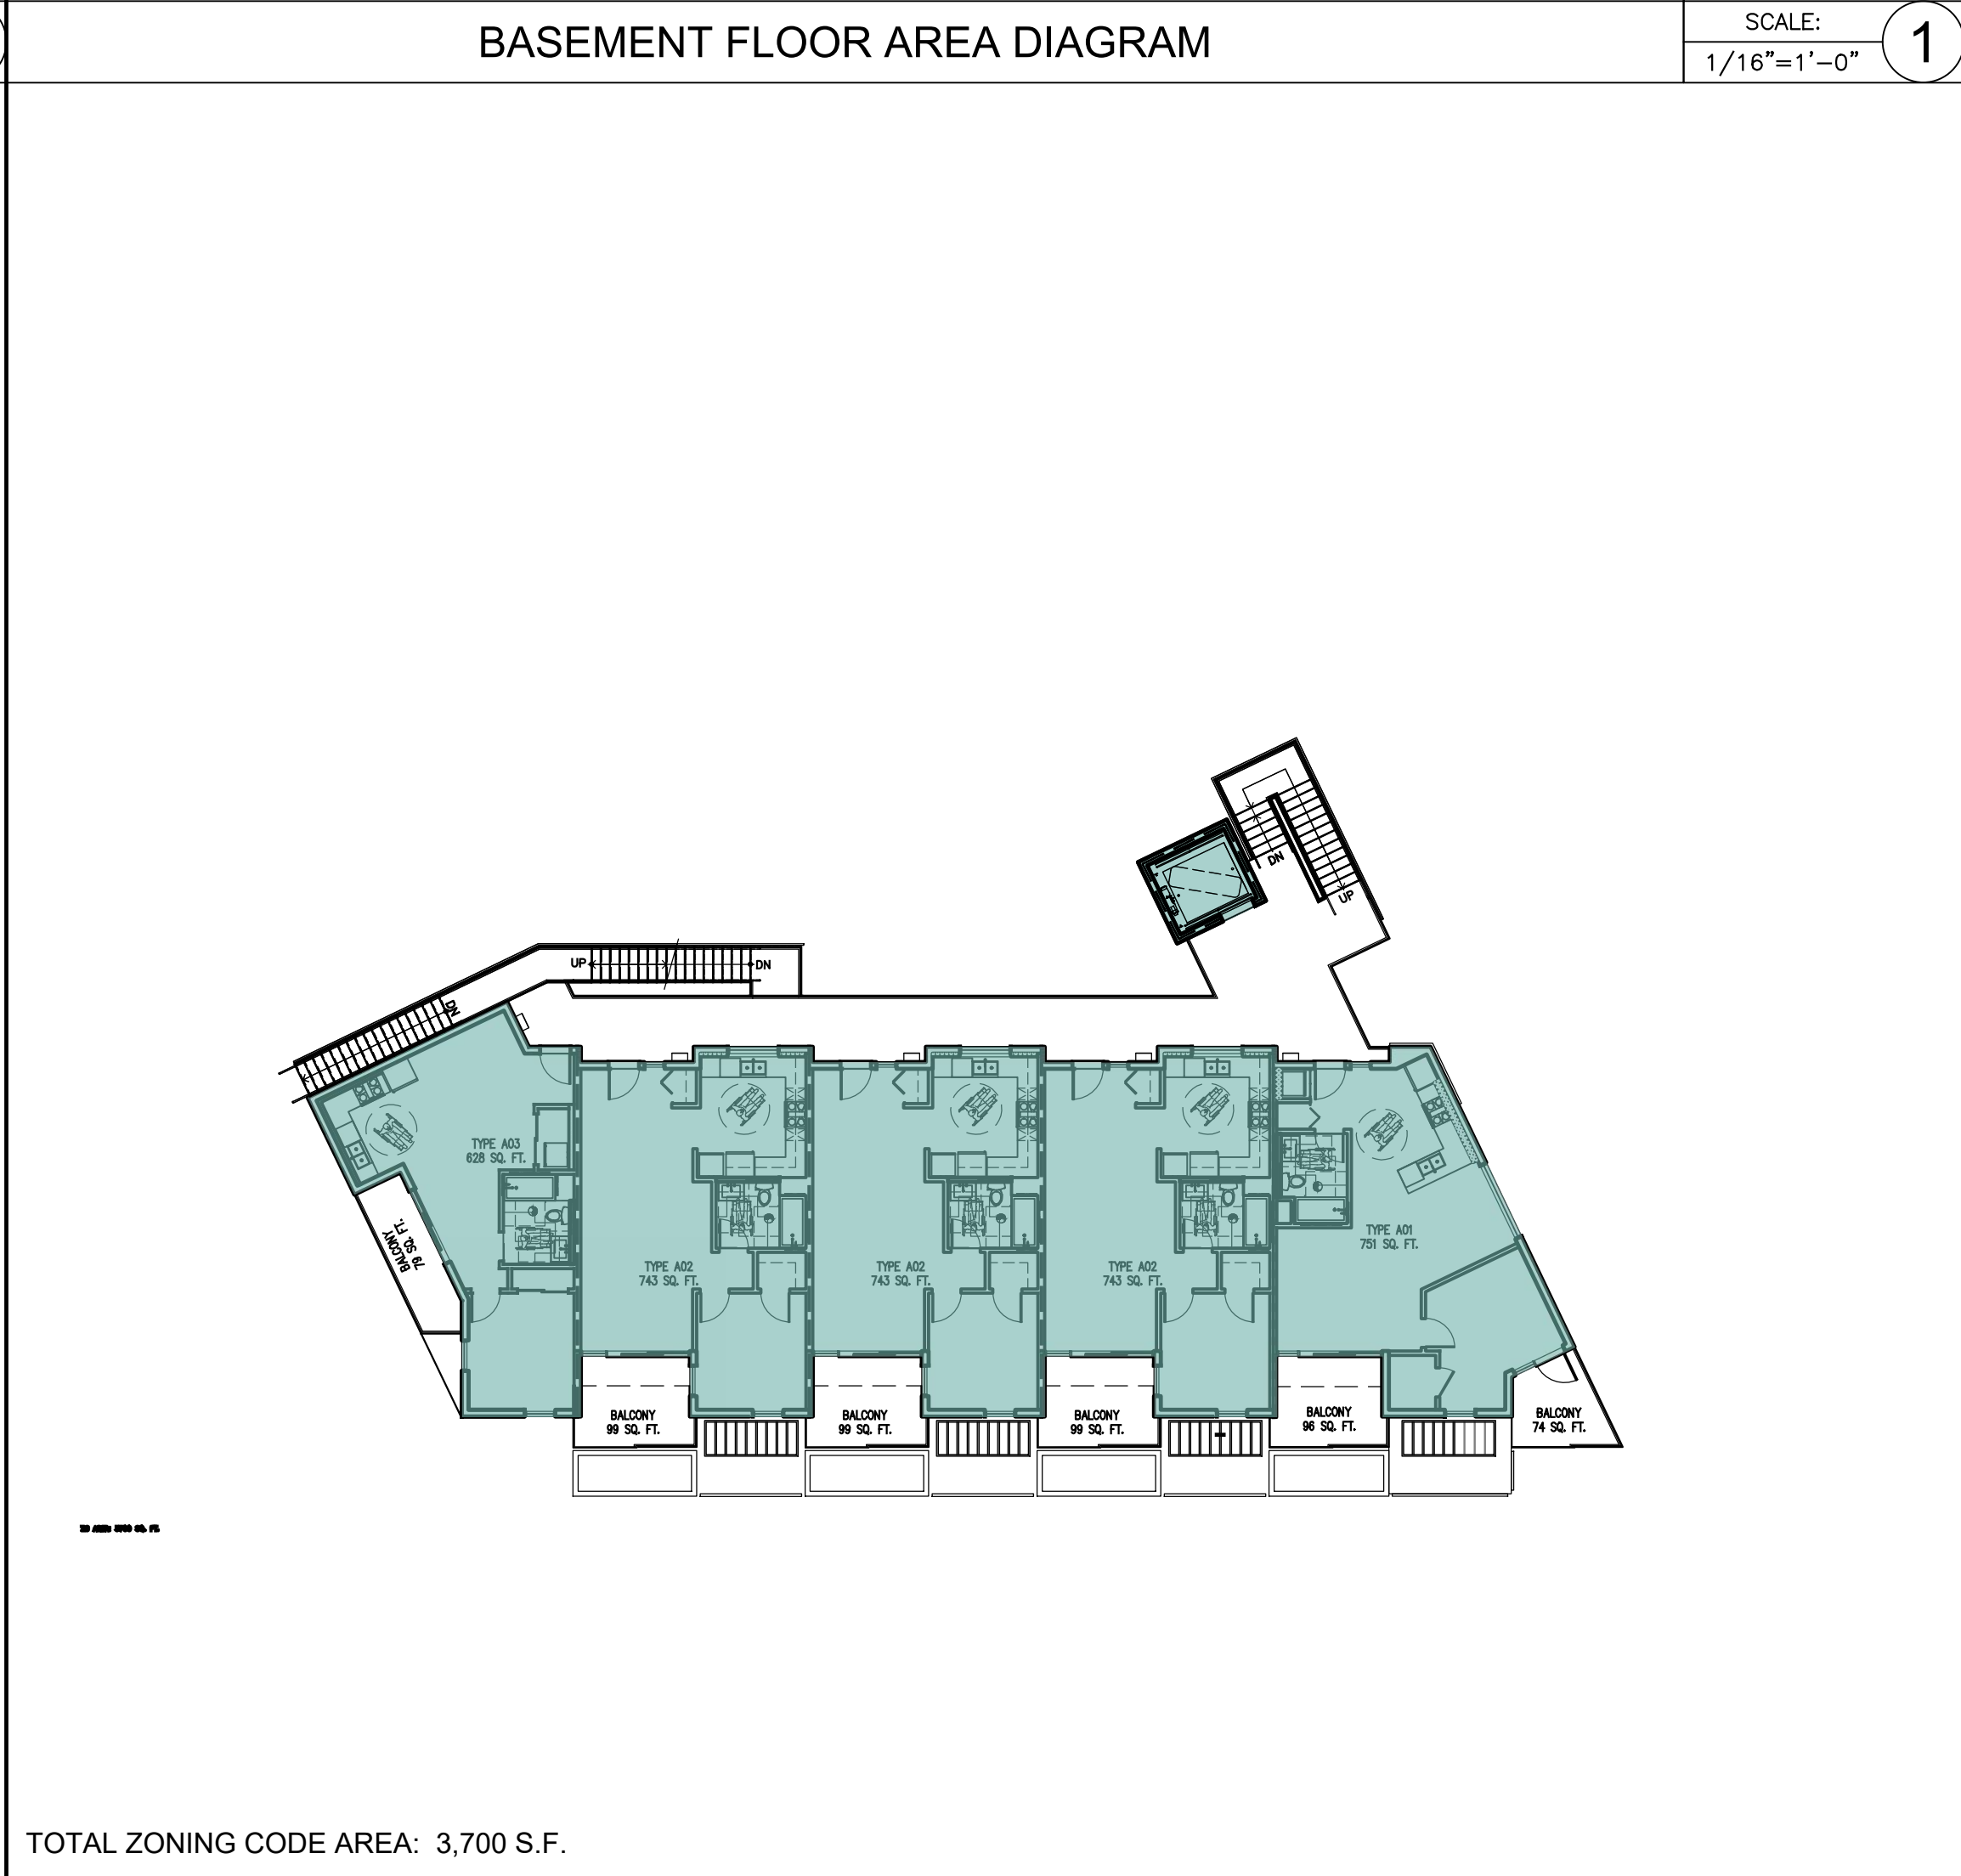 BASEMENT FLOOR AREA DIAGRAM
SCALE:
1/16"=1'-0"
1
DN
UP
UP
DN
DN
TYPE A03
628 SQ. FT.
BALCONY
79 SQ. FT.
TYPE A02
743 SQ. FT.
TYPE A02
743 SQ. FT.
TYPE A02
743 SQ. FT.
TYPE A01
751 SQ. FT.
BALCONY
99 SQ. FT.
BALCONY
99 SQ. FT.
BALCONY
99 SQ. FT.
BALCONY
96 SQ. FT.
BALCONY
74 SQ. FT.
SQ. FT.
TOTAL ZONING CODE AREA: 3,700 S.F.